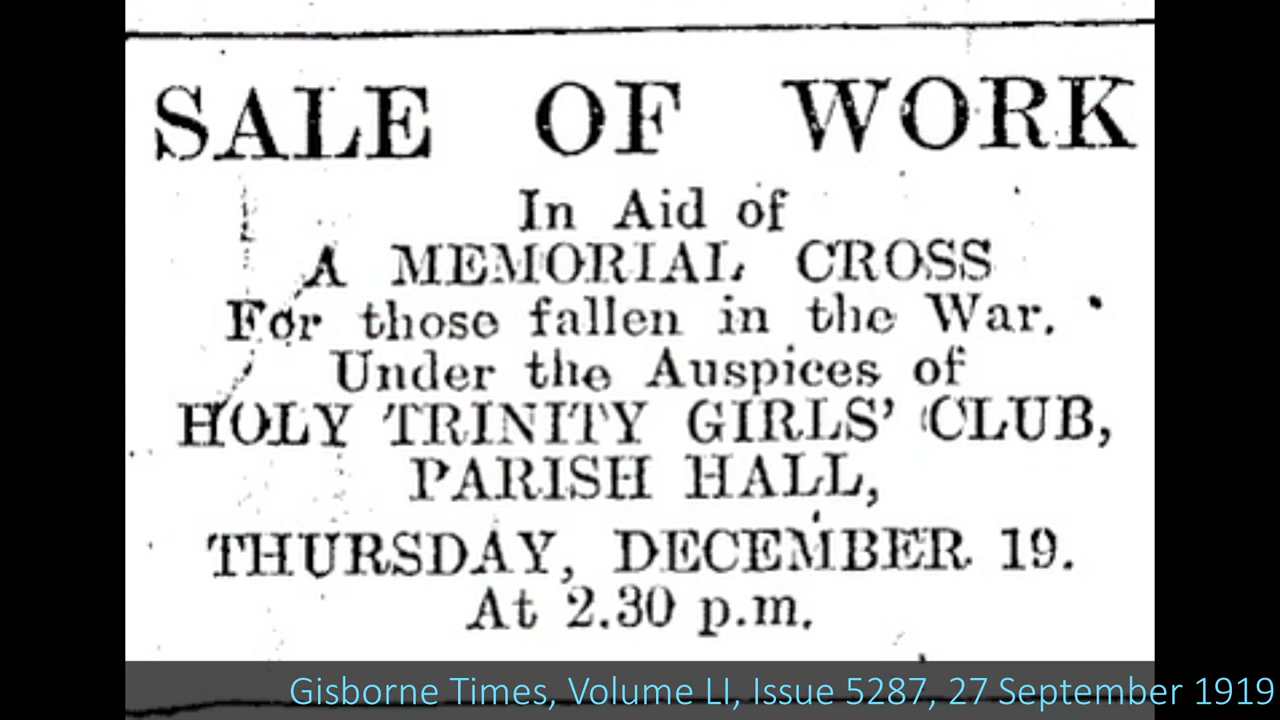 SALE OF WORK
In Aid of
A MEMORIAL CROSS
For those fallen in the War.
Under the Auspices of
HOLY TRINITY GIRLS' CLUB,
PARISH HALL,
THURSDAY, DECEMBER 19.
At 2.30 p.m.
Gisborne Times, Volume LI, Issue 5287, 27 September 1919